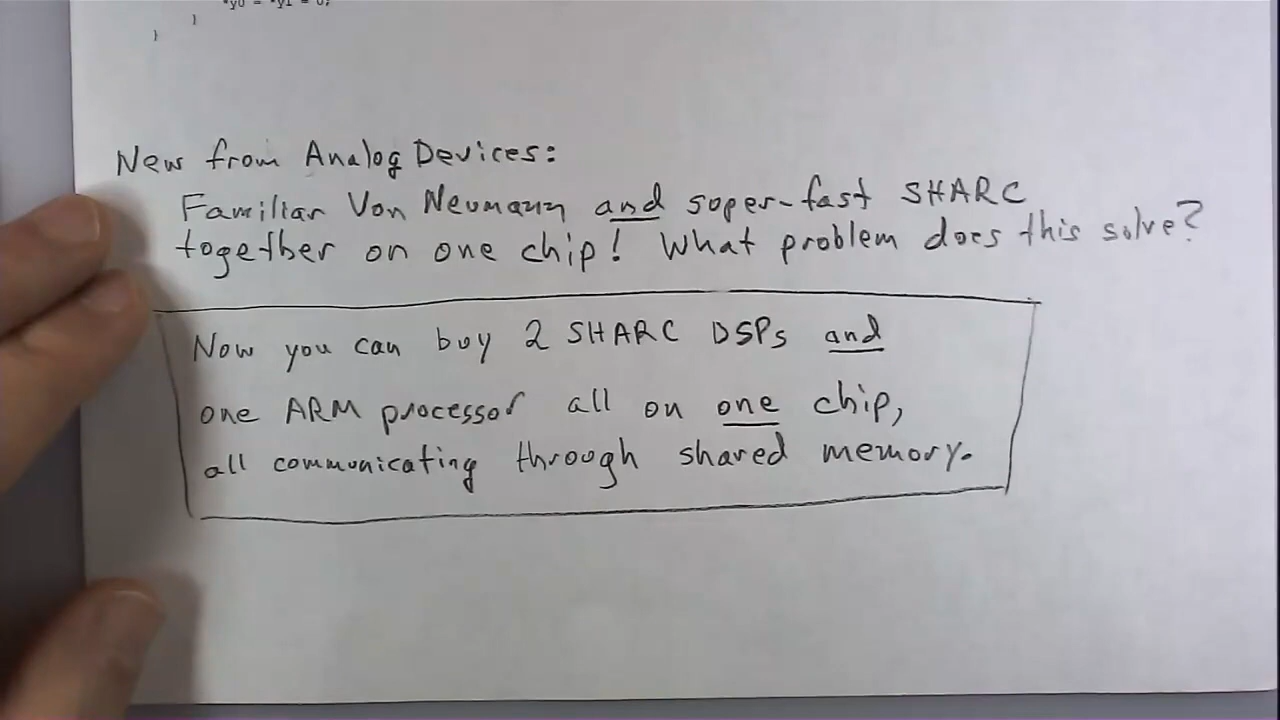 }
}
New from Analog Devices:
Familiar Von Neumann and super-fast SHARC
together on one chip! What problem does this solve?
Now you can buy 2 SHARC DSPs and
one ARM processor all on one chip,
all communicating through shared memory.